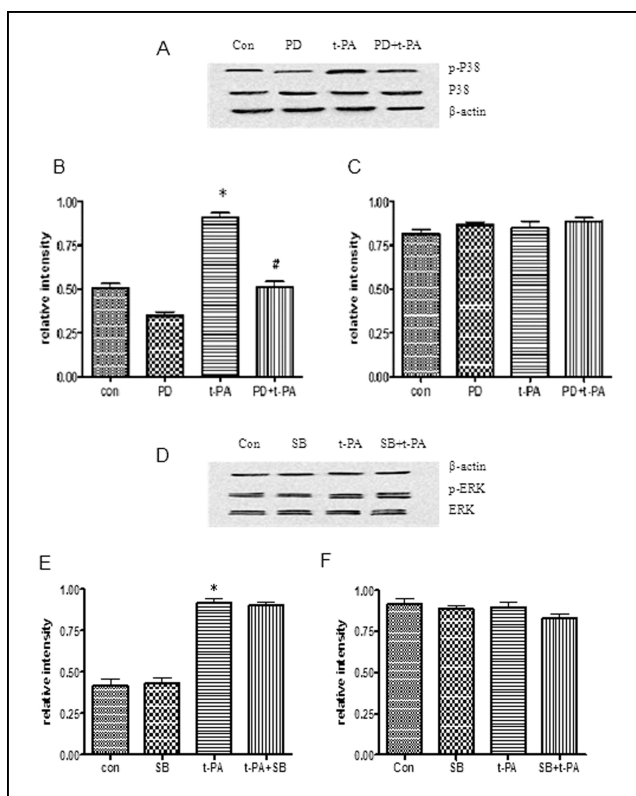 A
Con PD t-PA PD+t-PA
p-P38
P38
β-actin
B
C
relative intensity
1.00
0.75
0.50
0.25
0.00
*
#
con PD t-PA PD+t-PA
relative intensity
1.00
0.75
0.50
0.25
0.00
con PD t-PA PD+t-PA
D
Con SB t-PA SB+t-PA
β-actin
p-ERK
ERK
E
F
relative intensity
1.00
0.75
0.50
0.25
0.00
*
con SB t-PA t-PA+SB
relative intensity
1.00
0.75
0.50
0.25
0.00
Con SB t-PA SB+t-PA